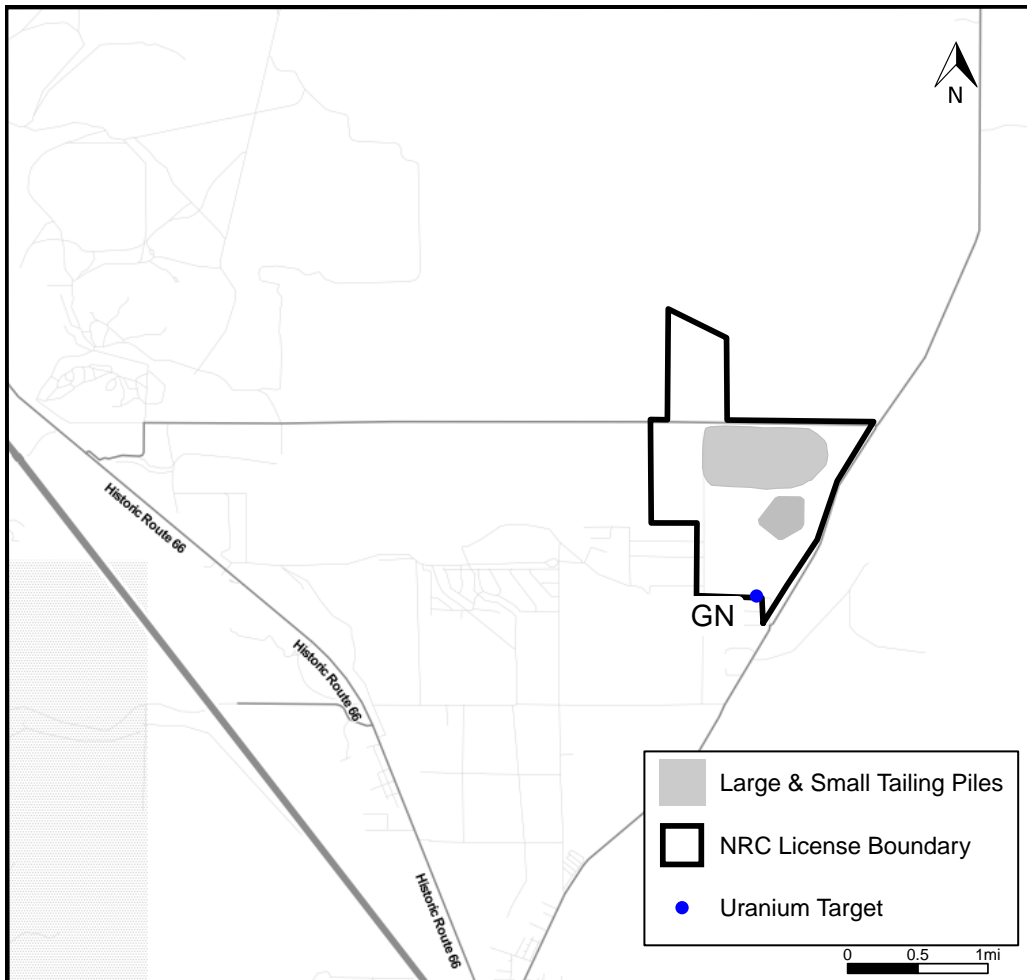 N
Historic Route 66
Historic Route 66
GN
Historic Route 66
Large & Small Tailing Piles
NRC License Boundary
Uranium Target
0 0.5 1mi